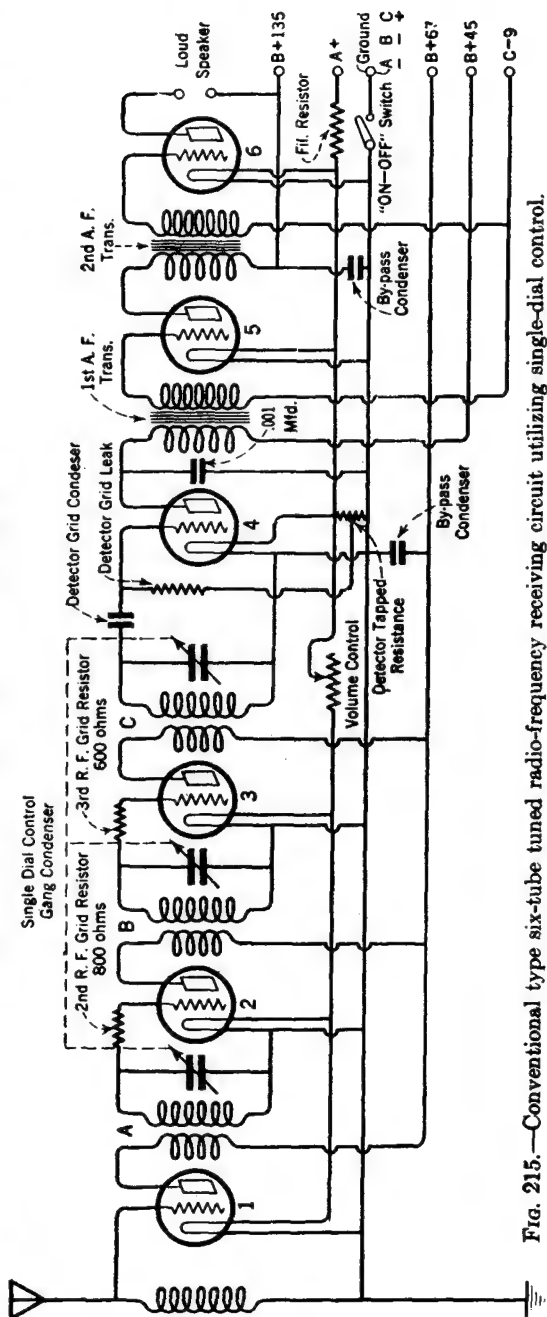 Single Dial Control
Gang Condenser
2nd R. F. Grid Resistor
800 ohms
3rd R. F. Grid Resistor
600 ohms
Detector Grid Condeser
Detector Grid Leak
1st A. F.
Trans.
2nd A. F.
Trans.
Loud
Speaker
A
B
C
1
2
3
4
5
6
.001
Mfd.
B+135
Fil. Resistor
A+
Ground
A B C
- - +
"ON-OFF" Switch
By-pass
Condenser
Volume Control
Detector Tapped
Resistance
By-pass
Condenser
B+67
B+45
C-9
FIG. 215.—Conventional type six-tube tuned radio-frequency receiving circuit utilizing single-dial control.